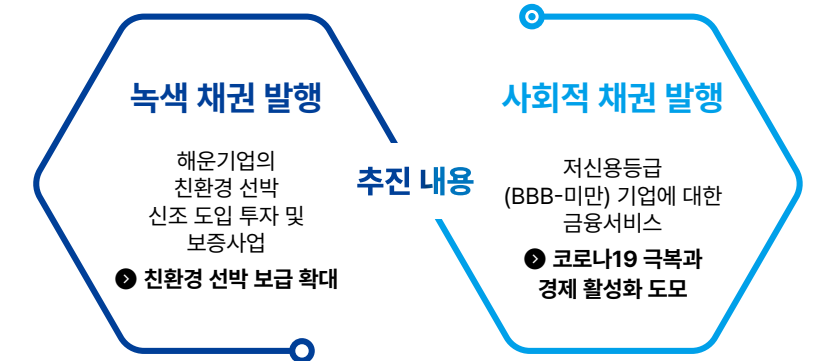 녹색 채권 발행
해운기업의
친환경 선박
신조 도입 투자 및
보증사업
친환경 선박 보급 확대
추진 내용
사회적 채권 발행
저신용등급
(BBB-미만) 기업에 대한
금융서비스
코로나19 극복과
경제 활성화 도모